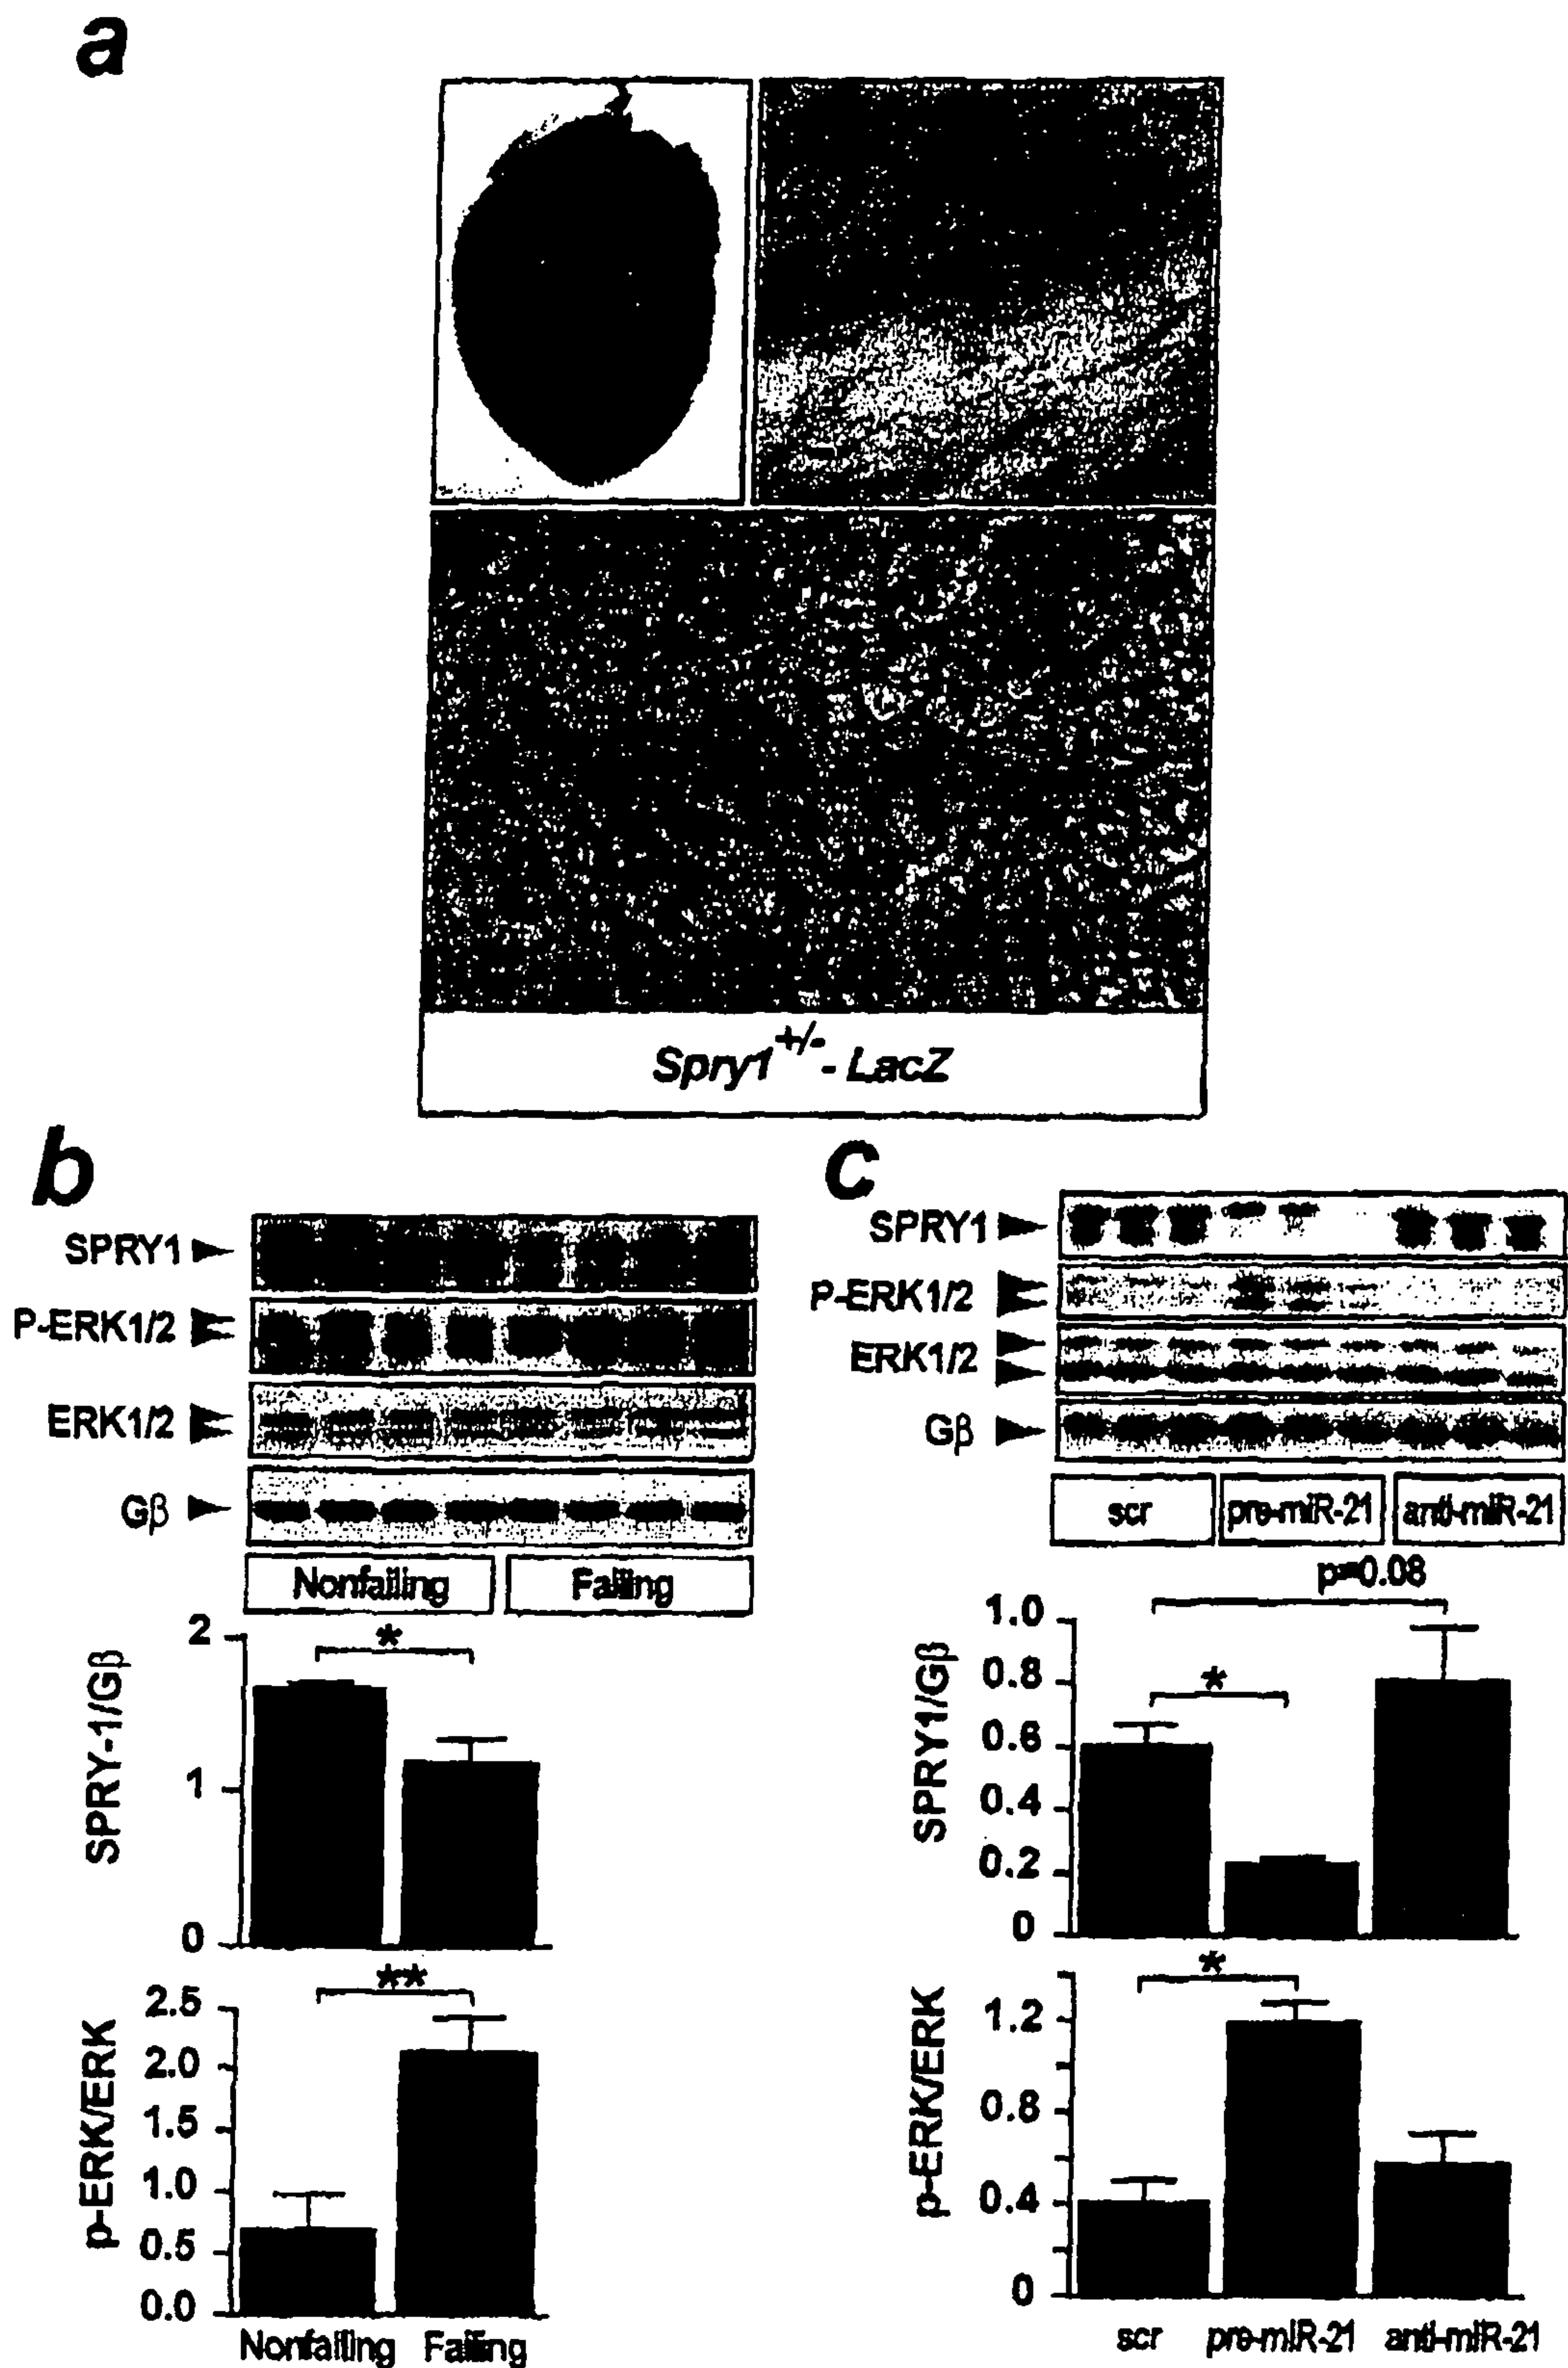 a
Spry1+/- - LacZ
b
SPRY1
P-ERK1/2
ERK1/2
Gβ
Nonfailing
Failing
2
1
0
SPRY-1/Gβ
*
2.5
2.0
1.5
1.0
0.5
0.0
p-ERK/ERK
**
Nonfailing
Failing
c
SPRY1
P-ERK1/2
ERK1/2
Gβ
scr
pre-miR-21
anti-miR-21
p=0.08
1.0
0.8
0.6
0.4
0.2
0
SPRY1/Gβ
*
1.2
0.8
0.4
0
p-ERK/ERK
*
scr
pre-miR-21
anti-miR-21